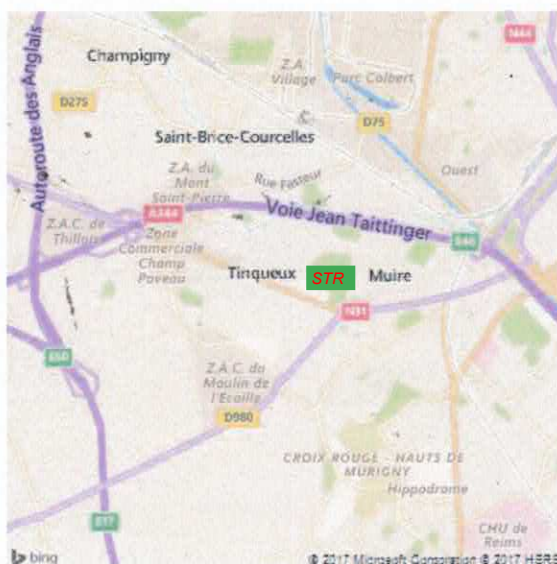 N44
Champigny
Z.A.
Village
Parc Colbert
Autoroute des Anglais
D275
D75
Saint-Brice-Courcelles
Z.A. du
Mont
Saint-Pierre
Rue Pasteur
Ouest
A344
Voie Jean Taittinger
Z.A.C. de
Thillois
Zone
Commerciale
Champ
Paveau
Tinqueux
STR
Muire
N31
E50
Z.A.C. du
Moulin de
l'Ecaille
D980
CROIX ROUGE - HAUTS DE
MURIGNY
Hippodrome
E17
CHU de
Reims
bing
© 2017 Microsoft Corporation © 2017 HERE